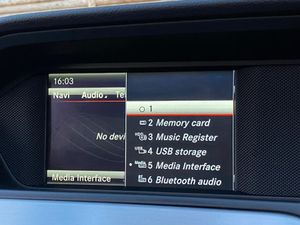 16:03
Navi Audio Te
1
2 Memory card
3 Music Register
4 USB storage
5 Media Interface
6 Bluetooth audio
No devi
Media Interface